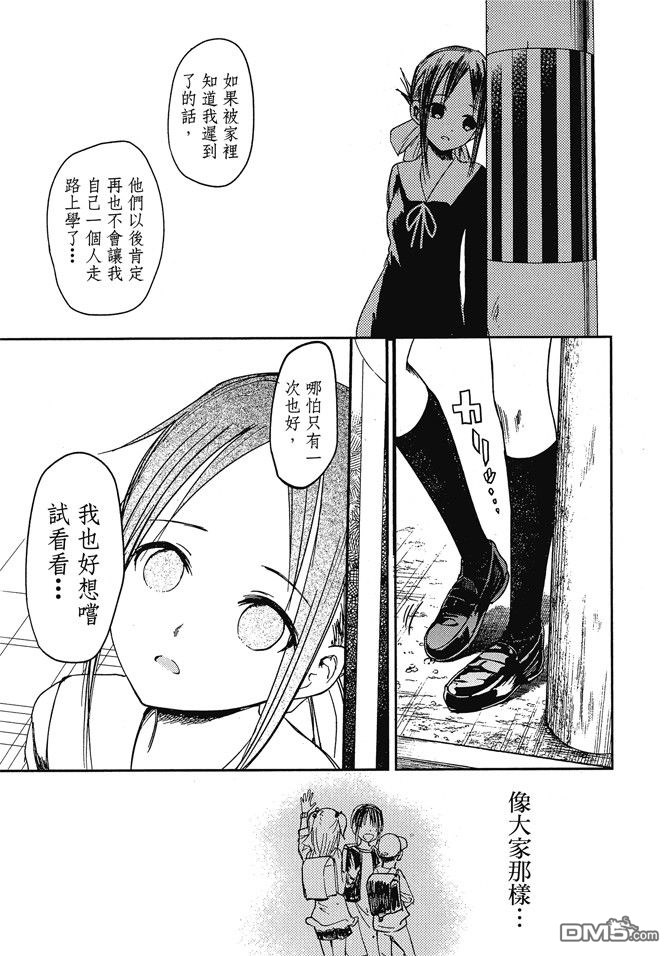 如果被家裡
知道我遲到
了的話，
他們以後肯定
再也不會讓我
自己一個人走
路上學了…
カリッ…
哪怕只有一
次也好，
我也好想嚐
試看看…
像大家那樣…
DM5.com